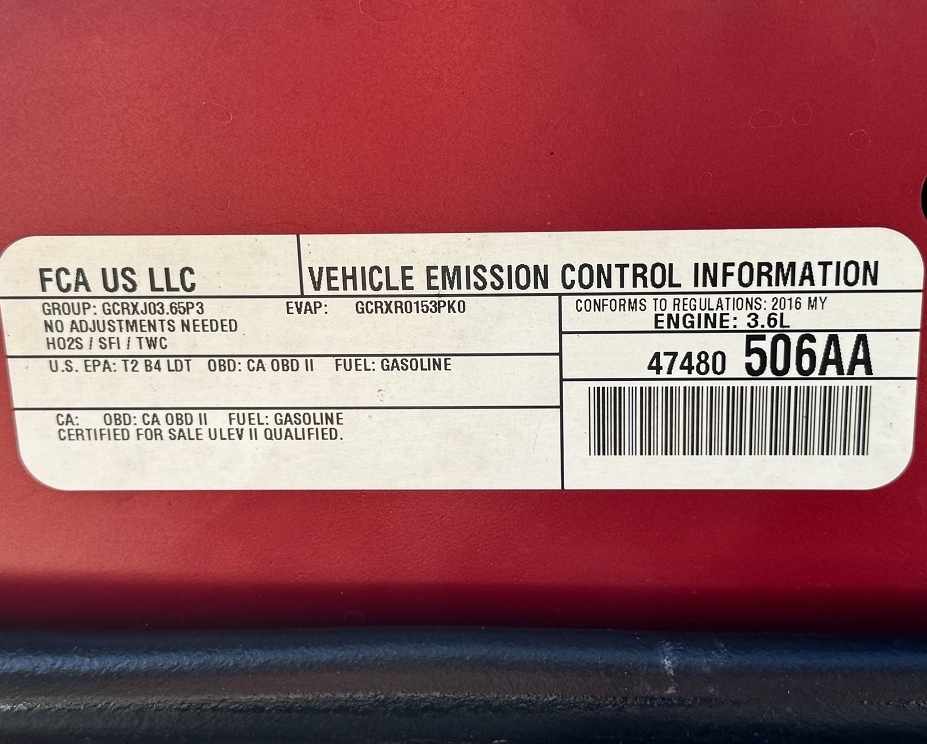 FCA US LLC
VEHICLE EMISSION CONTROL INFORMATION
GROUP: GCRXJ03.65P3 EVAP: GCRXR0153PK0
NO ADJUSTMENTS NEEDED
HO2S / SFI / TWC
U.S. EPA: T2 B4 LDT OBD: CA OBD II FUEL: GASOLINE
CA: OBD: CA OBD II FUEL: GASOLINE
CERTIFIED FOR SALE ULEV II QUALIFIED.
CONFORMS TO REGULATIONS: 2016 MY
ENGINE: 3.6L
47480 506AA